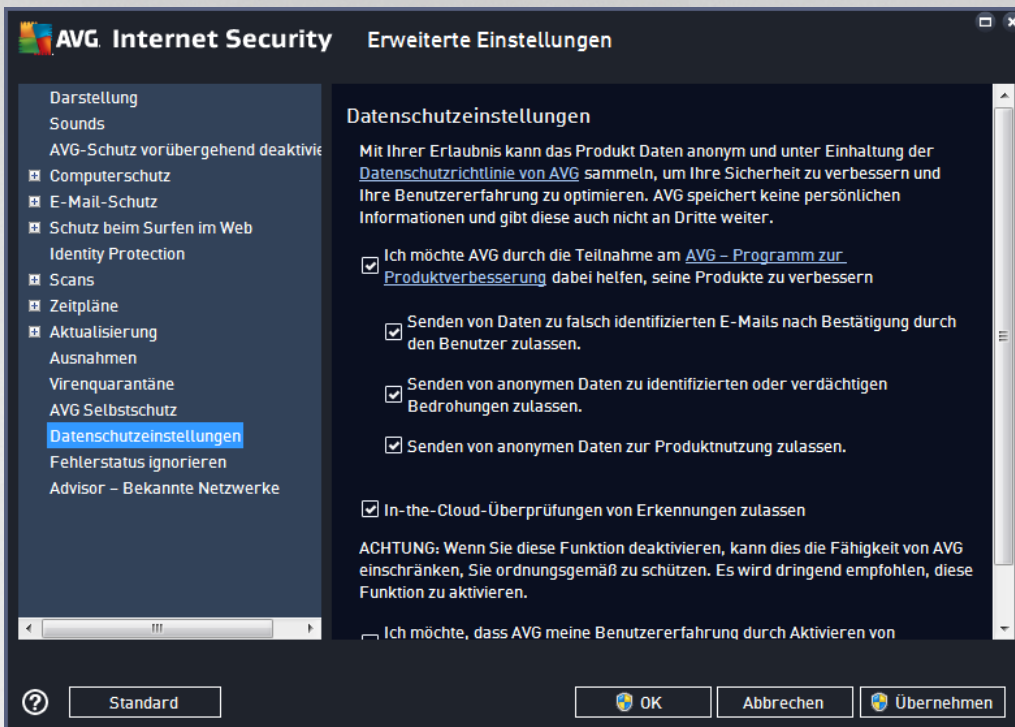 AVG. Internet Security Erweiterte Einstellungen
Darstellung
Sounds
AVG-Schutz vorübergehend deaktivie
Computerschutz
E-Mail-Schutz
Schutz beim Surfen im Web
Identity Protection
Scans
Zeitpläne
Aktualisierung
Ausnahmen
Virenquarantäne
AVG Selbstschutz
Datenschutzeinstellungen
Fehlerstatus ignorieren
Advisor – Bekannte Netzwerke
Datenschutzeinstellungen
Mit Ihrer Erlaubnis kann das Produkt Daten anonym und unter Einhaltung der
Datenschutzrichtlinie von AVG sammeln, um Ihre Sicherheit zu verbessern und
Ihre Benutzererfahrung zu optimieren. AVG speichert keine persönlichen
Informationen und gibt diese auch nicht an Dritte weiter.
Ich möchte AVG durch die Teilnahme am AVG – Programm zur
Produktverbesserung dabei helfen, seine Produkte zu verbessern
Senden von Daten zu falsch identifizierten E-Mails nach Bestätigung durch
den Benutzer zulassen.
Senden von anonymen Daten zu identifizierten oder verdächtigen
Bedrohungen zulassen.
Senden von anonymen Daten zur Produktnutzung zulassen.
In-the-Cloud-Überprüfungen von Erkennungen zulassen
ACHTUNG: Wenn Sie diese Funktion deaktivieren, kann dies die Fähigkeit von AVG
einschränken, Sie ordnungsgemäß zu schützen. Es wird dringend empfohlen, diese
Funktion zu aktivieren.
Ich möchte, dass AVG meine Benutzererfahrung durch Aktivieren von
? Standard OK Abbrechen Übernehmen